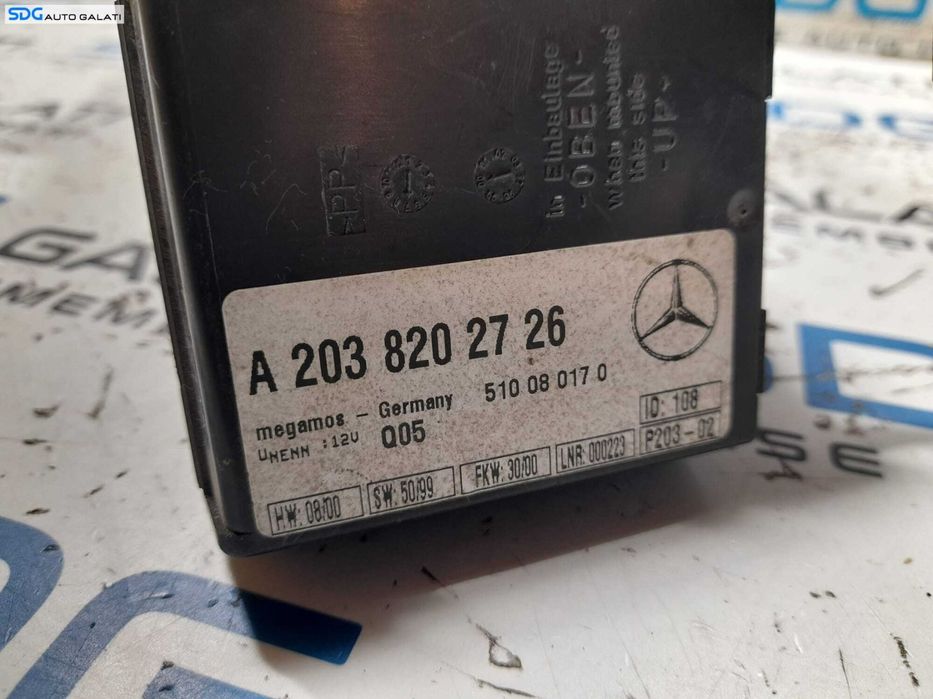 SDG AUTO GALATI
in Einbaulage
- OBEN -
when mounted
this side
- UP -
>PP<
A 203 820 27 26
megamos - Germany 510 08 017 0
UNENN : 12V Q05
ID: 108
HW: 08/00 SW: 50/99 FKW: 30/00 LNR: 000223 P203-02